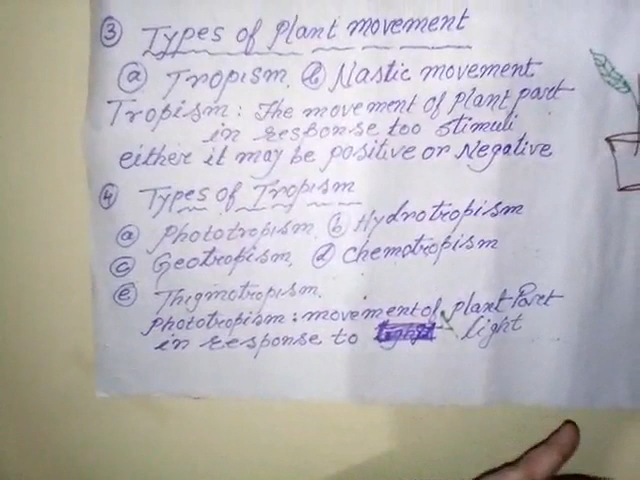 ③ Types of Plant movement
ⓐ Tropism. ⓑ Nastic movement
Tropism: The movement of plant part
in response too stimuli
either it may be positive or Negative
④ Types of Tropism
ⓐ Phototropism. ⓑ Hydrotropism
ⓒ Geotropism. ⓓ Chemotropism
ⓔ Thigmotropism.
Phototropism: movement of plant Part
in response to light